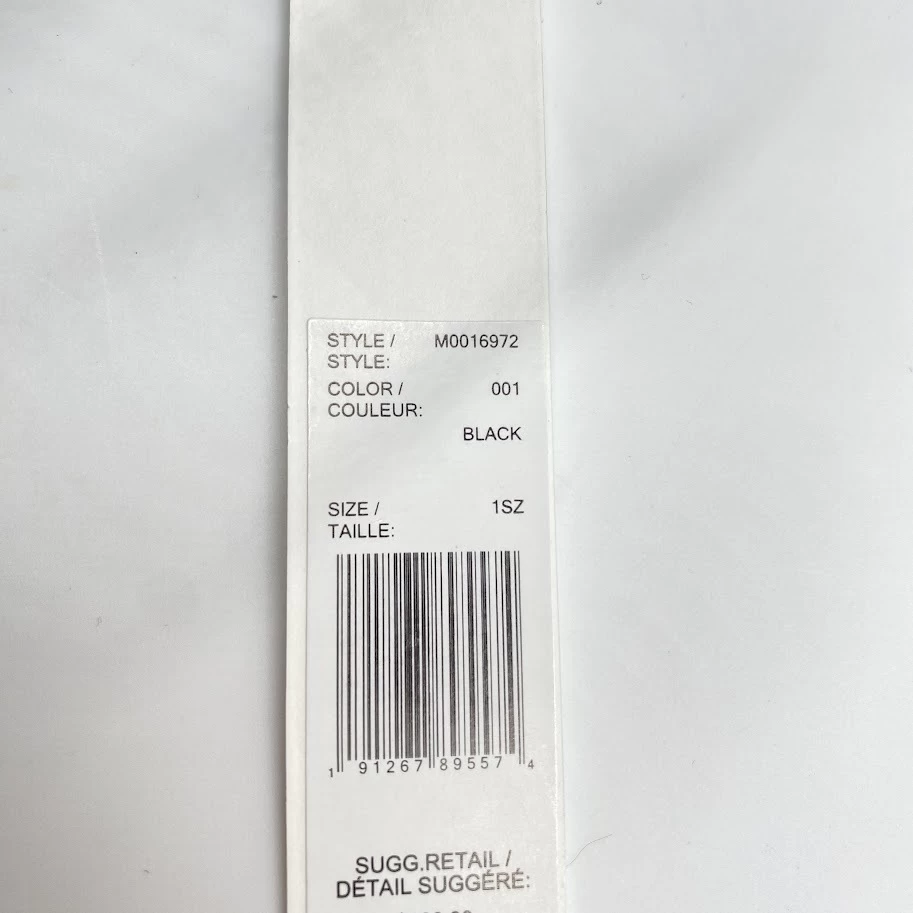 STYLE / M0016972
STYLE:
COLOR / 001
COULEUR:
BLACK
SIZE / 1SZ
TAILLE:
1 91267 89557 4
SUGG.RETAIL /
DÉTAIL SUGGÉRÉ: